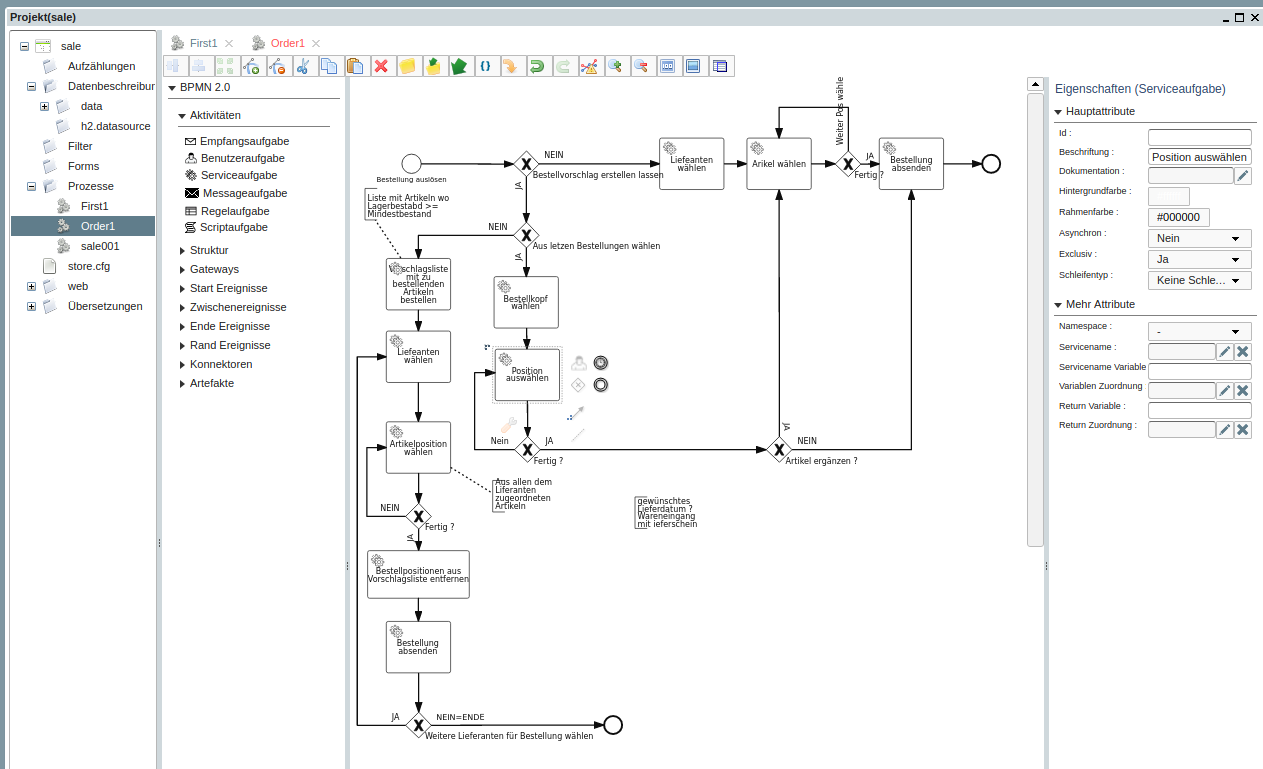 Projekt(sale)
sale
Aufzählungen
Datenbeschreibur
data
h2.datasource
Filter
Forms
Prozesse
First1
Order1
sale001
store.cfg
web
Übersetzungen
First1
Order1
BPMN 2.0
Aktivitäten
Empfangsaufgabe
Benutzeraufgabe
Serviceaufgabe
Messageaufgabe
Regelaufgabe
Scriptaufgabe
Struktur
Gateways
Start Ereignisse
Zwischenereignisse
Ende Ereignisse
Rand Ereignisse
Konnektoren
Artefakte
Bestellung auslösen
NEIN
Bestellvorschlag erstellen lassen
JA
Liefeanten
wählen
Arikel wählen
Weiter Pos wähle
JA
Fertig ?
Bestellung
absenden
Liste mit Artikeln wo
Lagerbestabd >=
Mindestbestand
NEIN
Aus letzen Bestellungen wählen
JA
Vorschlagsliste
mit zu
bestellenden
Artikeln
bestellen
Bestellkopf
wählen
Liefeanten
wählen
Position
auswählen
Nein
JA
Fertig ?
JA
NEIN
Artikel ergänzen ?
Artikelposition
wählen
Aus allen dem
Liferanten
zugeordneten
Artikeln
gewünschtes
Lieferdatum ?
Wareneingang
mit ieferschein
NEIN
Fertig ?
JA
Bestellpositionen aus
Vorschlagsliste entfernen
Bestellung
absenden
JA
NEIN=ENDE
Weitere Lieferanten für Bestellung wählen
Eigenschaften (Serviceaufgabe)
Hauptattribute
Id :
Beschriftung : Position auswählen
Dokumentation :
Hintergrundfarbe :
Rahmenfarbe : #000000
Asynchron : Nein
Exclusiv : Ja
Schleifentyp : Keine Schle...
Mehr Attribute
Namespace : -
Servicename :
Servicename Variable
Variablen Zuordnung
Return Variable :
Return Zuordnung :